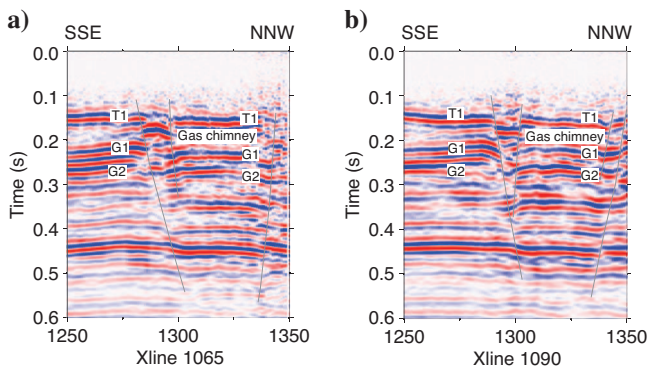 a)
SSE NNW
0.0
0.1
0.2
0.3
0.4
0.5
0.6
Time (s)
T1 T1
Gas chimney
G1 G1
G2 G2
1250 1300 1350
Xline 1065
b)
SSE NNW
0.0
0.1
0.2
0.3
0.4
0.5
0.6
Time (s)
T1 T1
Gas chimney
G1 G1
G2 G2
1250 1300 1350
Xline 1090